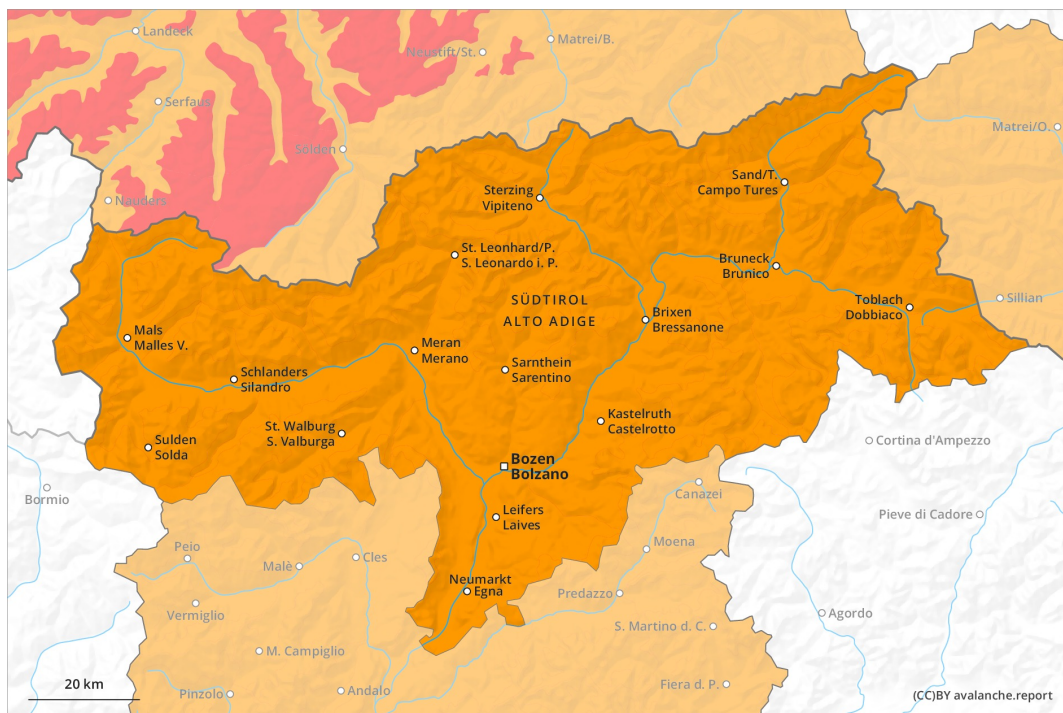 Landeck
Matrei/B.
Neustift/St.
Serfaus
Matrei/O.
Sölden
Nauders
Sand/T.
Campo Tures
Sterzing
Vipiteno
St. Leonhard/P.
S. Leonardo i. P.
Bruneck
Brunico
Toblach
Dobbiaco
Sillian
SÜDTIROL
ALTO ADIGE
Brixen
Bressanone
Mals
Malles V.
Meran
Merano
Sarnthein
Sarentino
Schlanders
Silandro
St. Walburg
S. Valburga
Kastelruth
Castelrotto
Sulden
Solda
Cortina d'Ampezzo
Bozen
Bolzano
Bormio
Canazei
Leifers
Laives
Pieve di Cadore
Moena
Peio
Cles
Malè
Neumarkt
Egna
Predazzo
Vermiglio
Agordo
S. Martino d. C.
M. Campiglio
Fiera d. P.
20 km
Pinzolo
Andalo
(CC)BY avalanche.report